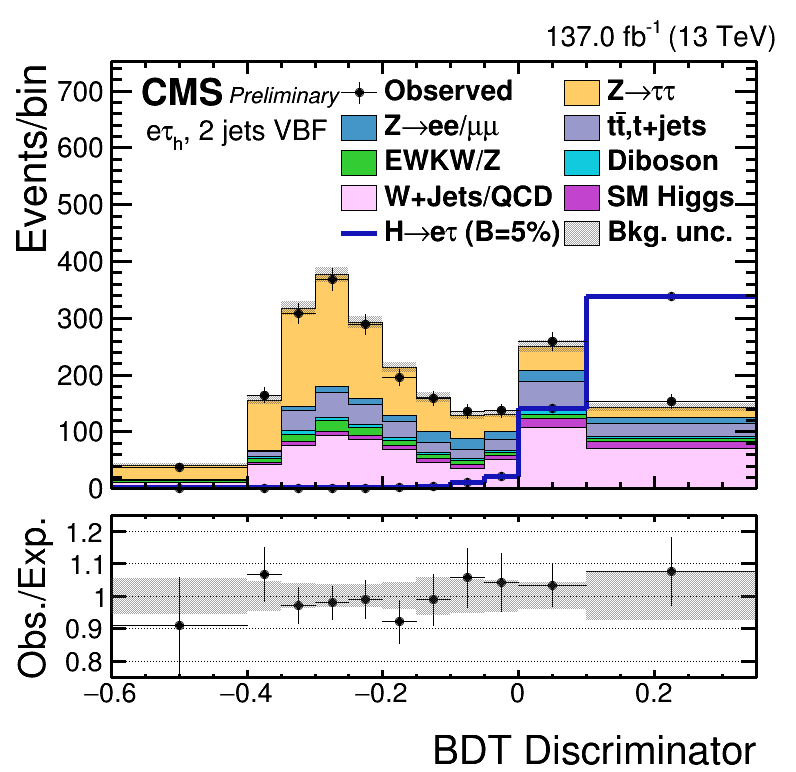 137.0 fb⁻¹ (13 TeV)
Events/bin
CMS Preliminary
eτₕ, 2 jets VBF
Observed
Z→ττ
Z→ee/μμ
tt̄,t+jets
EWKW/Z
Diboson
W+Jets/QCD
SM Higgs
H→eτ (B=5%)
Bkg. unc.
700
600
500
400
300
200
100
0
Obs./Exp.
1.2
1.1
1
0.9
0.8
−0.6 −0.4 −0.2 0 0.2
BDT Discriminator